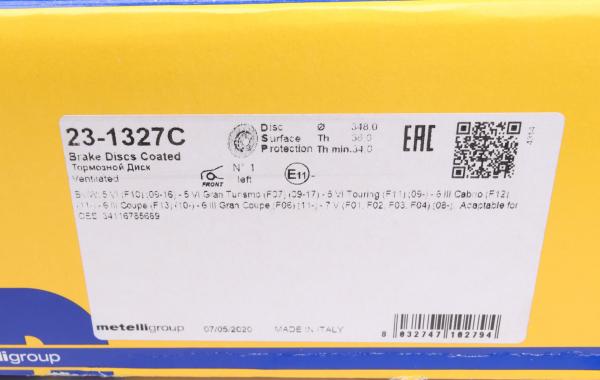 23-1327C
Brake Discs Coated
Тормозной Диск
Ventilated
Disc Ø 348,0
Surface Th 36,0
Protection Th min.34,0
FRONT
N° 1
left
E11
EAC
4314
BMW: 5 VI (F10) (09-16) - 5 VI Gran Turismo (F07) (09-17) - 5 VI Touring (F11) (09-) - 6 III Cabrio (F12)
(11-) - 6 III Coupe (F13) (10-) - 6 III Gran Coupe (F06) (11-) - 7 V (F01, F02, F03, F04) (08-). Adaptable for
OEE: 34116785669
metelligroup 07/05/2020 MADE IN ITALY
8 032747 162794
lligroup